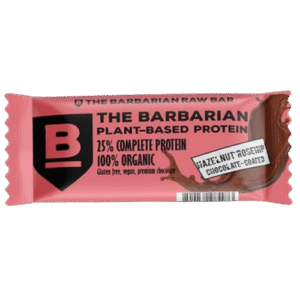 THE BARBARIAN RAW BAR
B
THE BARBARIAN
PLANT-BASED PROTEIN
25% COMPLETE PROTEIN
100% ORGANIC
Gluten free, vegan, premium chocolate
HAZELNUT ROSEHIP
CHOCOLATE-COATED